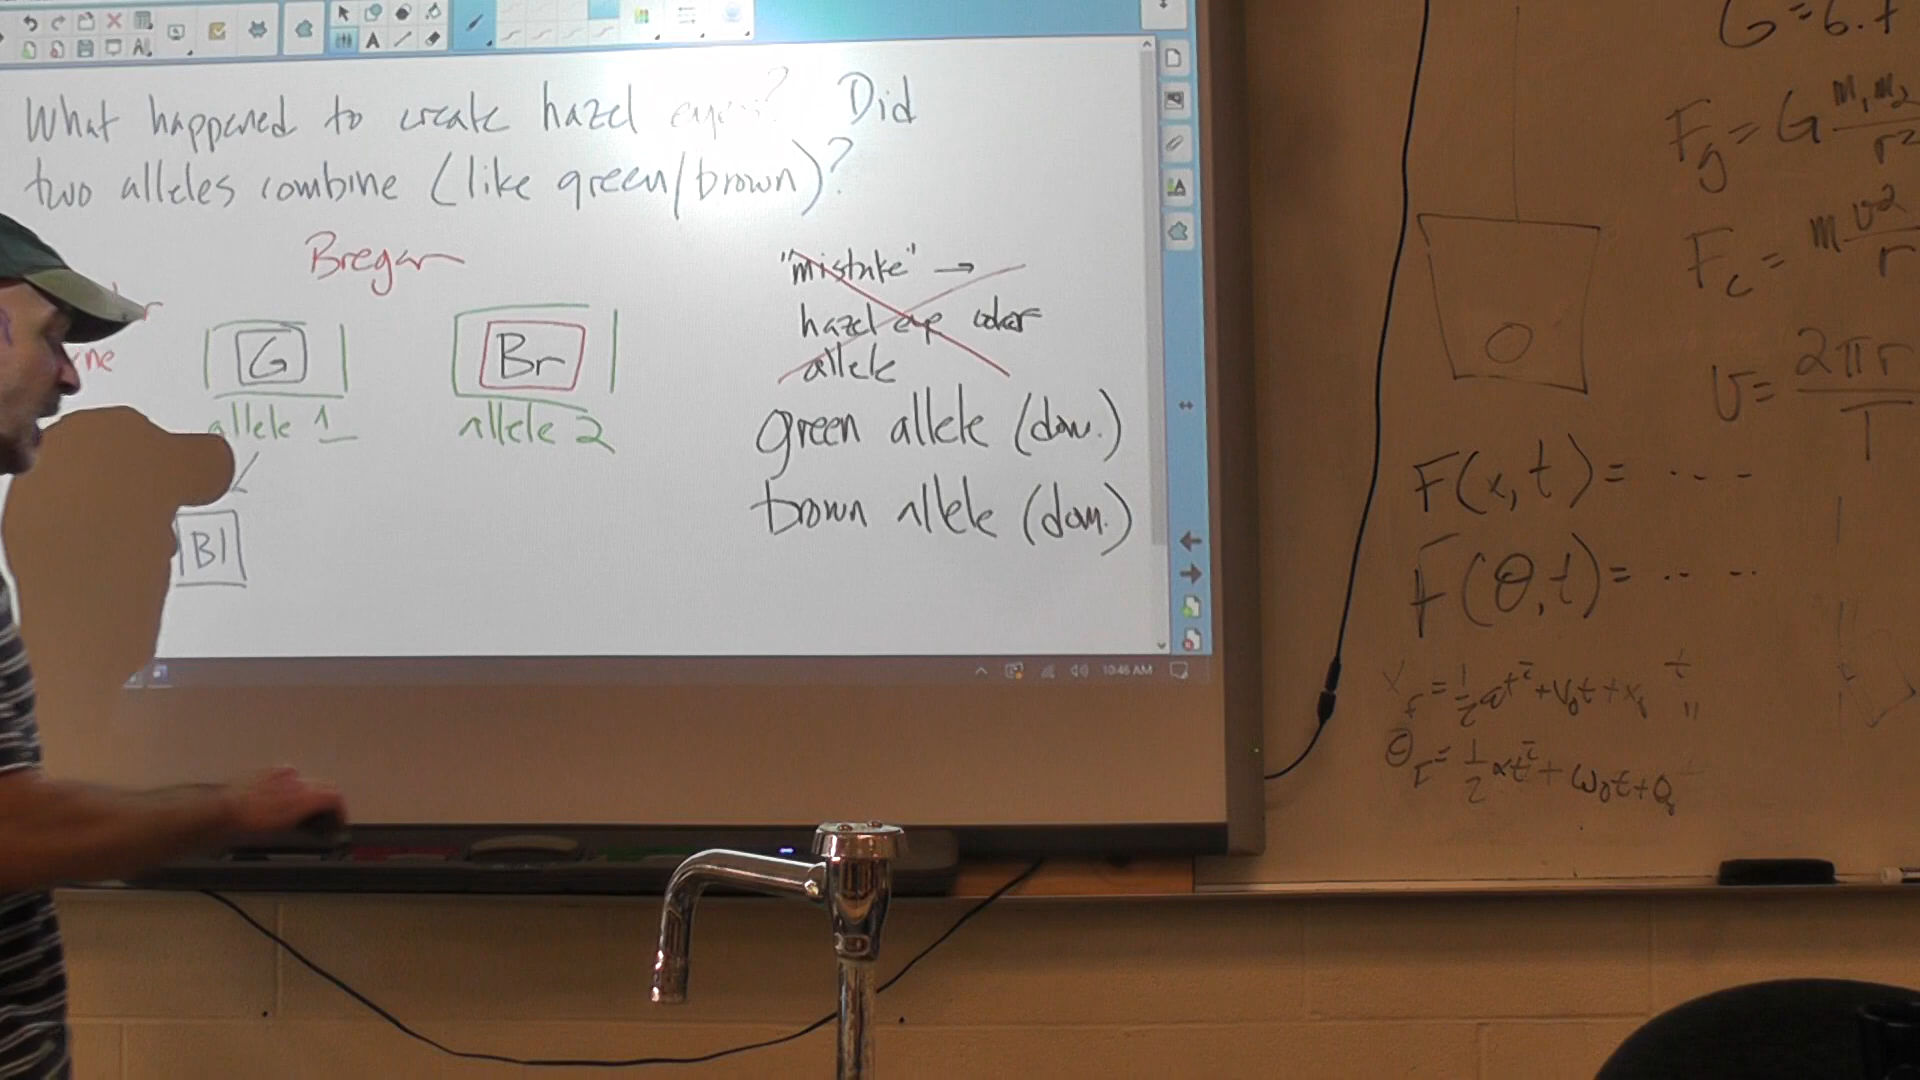 What happened to create hazel eyes? Did
two alleles combine (like green/brown)?
Bregar
G
allele 1
Br
allele 2
Bl
"mistake" →
hazel eye color
allele
green allele (dom.)
brown allele (dom.)
10:46 AM
G=6.7
Fg = G m₁m₂/r²
Fc = m v²/r
v = 2πr/T
F(x,t) = ....
F(θ,t) = ....